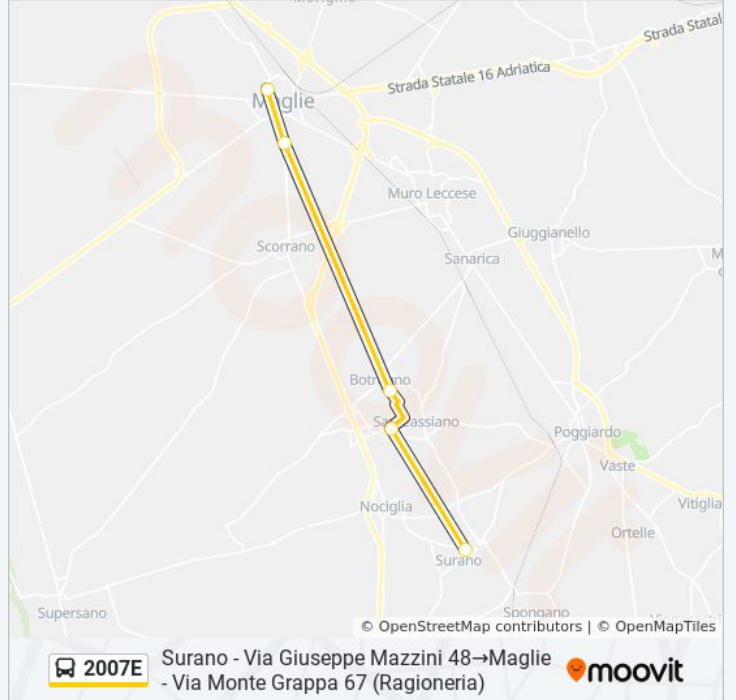 Strada Statal
Strada Statale 16 Adriatica
Maglie
Muro Leccese
Giuggianello
Scorrano
Sanarica
M
Botrugno
San Cassiano
Poggiardo
Vaste
Nociglia
Vitiglia
Ortelle
Surano
Supersano
Spongano
© OpenStreetMap contributors | © OpenMapTiles
2007E
Surano - Via Giuseppe Mazzini 48→Maglie
- Via Monte Grappa 67 (Ragioneria)
moovit